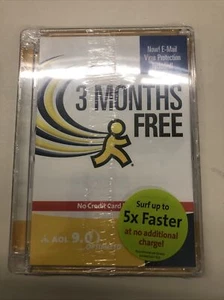 New! E-Mail
Virus Protection
3 MONTHS
FREE
No Credit Card
AOL 9.0
Surf up to
5x Faster
at no additional
charge!